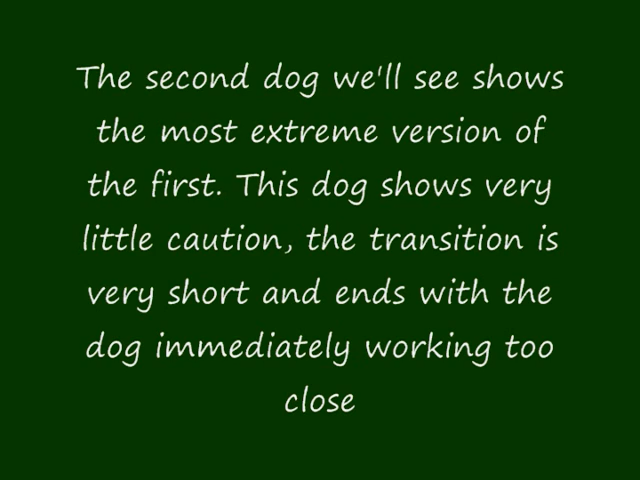 The second dog we'll see shows
the most extreme version of
the first. This dog shows very
little caution, the transition is
very short and ends with the
dog immediately working too
close